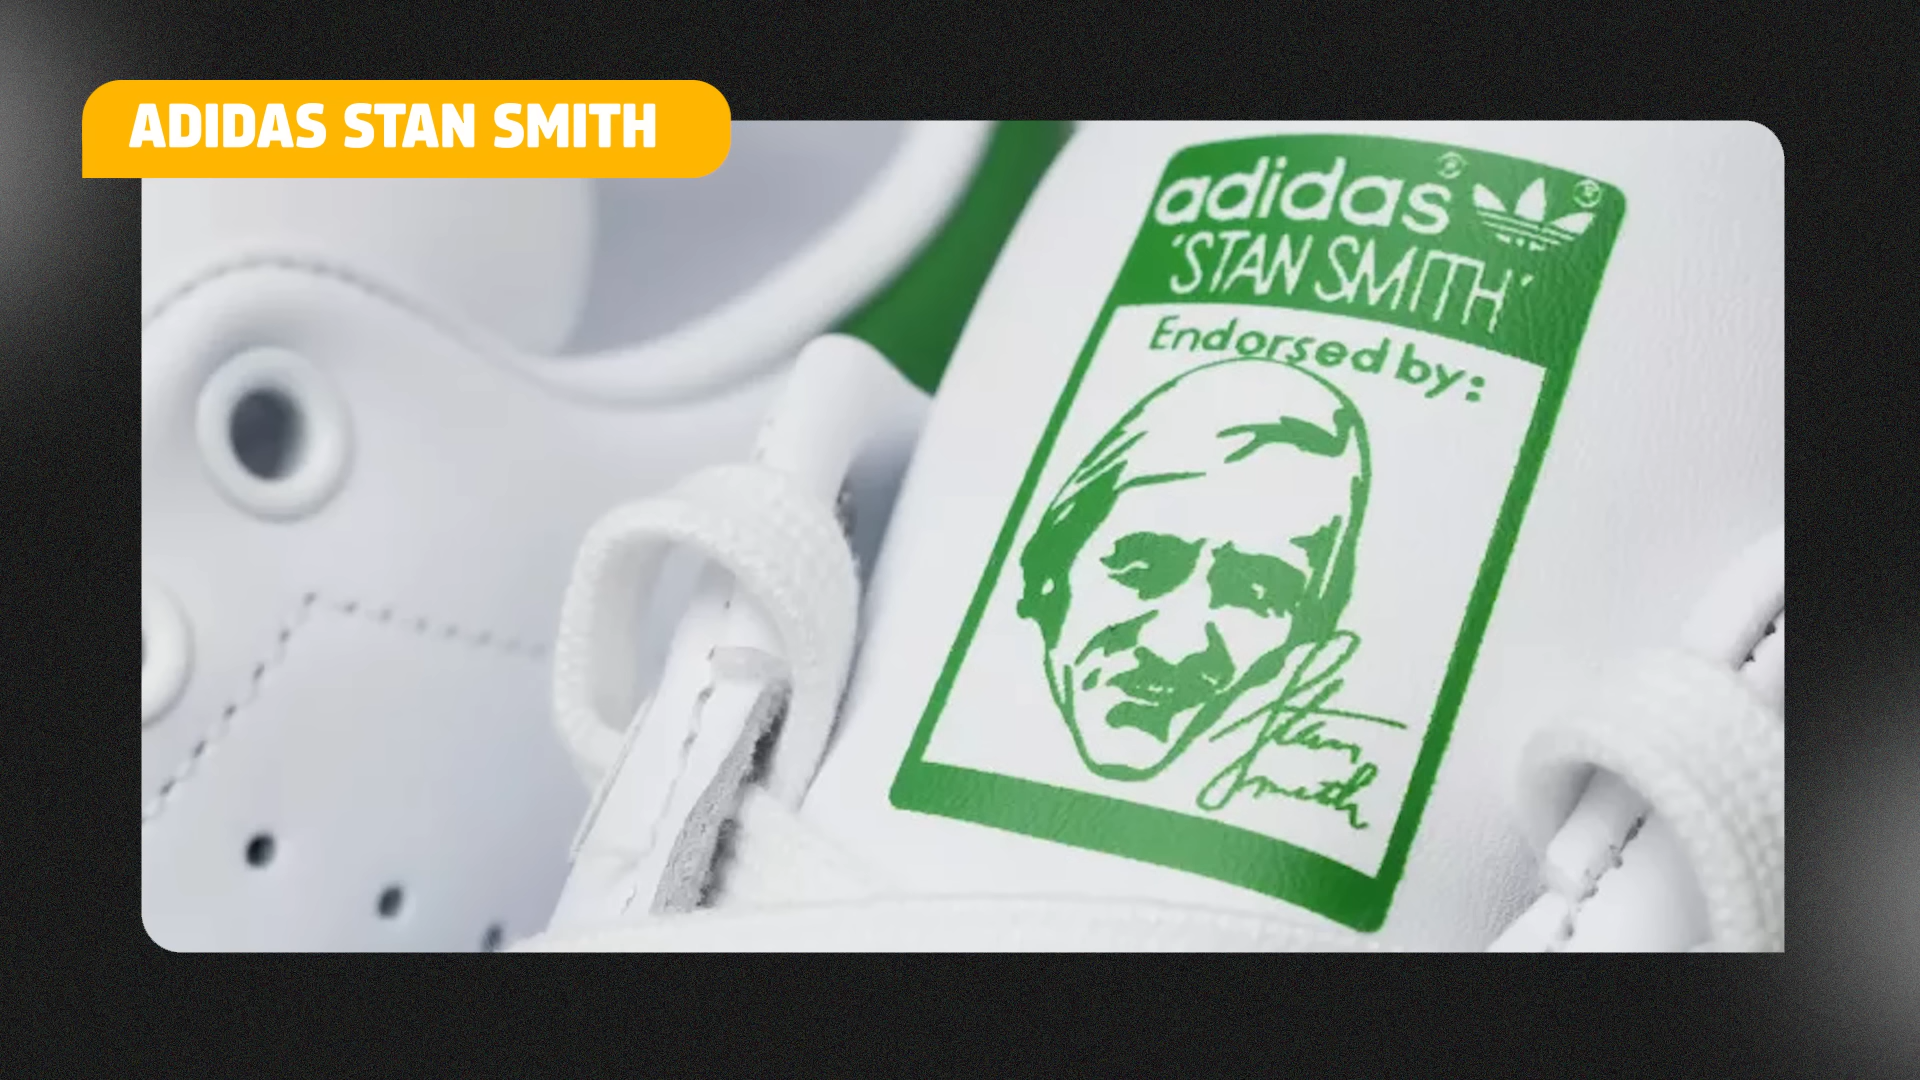 ADIDAS STAN SMITH
adidas
'STAN SMITH'
Endorsed by:
Stan
Smith